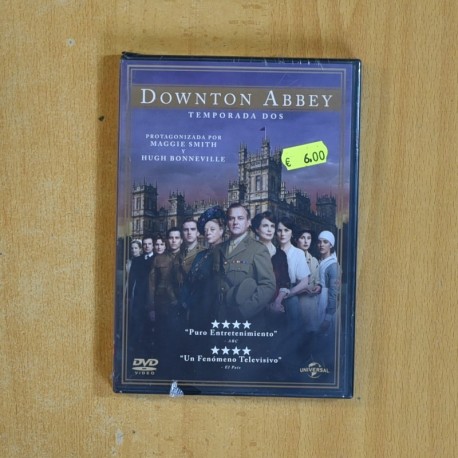 DOWNTON ABBEY
TEMPORADA DOS
PROTAGONIZADA POR
MAGGIE SMITH
Y
HUGH BONNEVILLE
€ 6.00
★★★★
"Puro Entretenimiento"
- ABC
★★★★
"Un Fenómeno Televisivo"
El País
DVD
VIDEO
UNIVERSAL